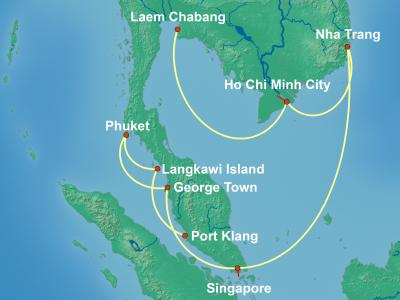 Laem Chabang
Nha Trang
Ho Chi Minh City
Phuket
Langkawi Island
George Town
Port Klang
Singapore